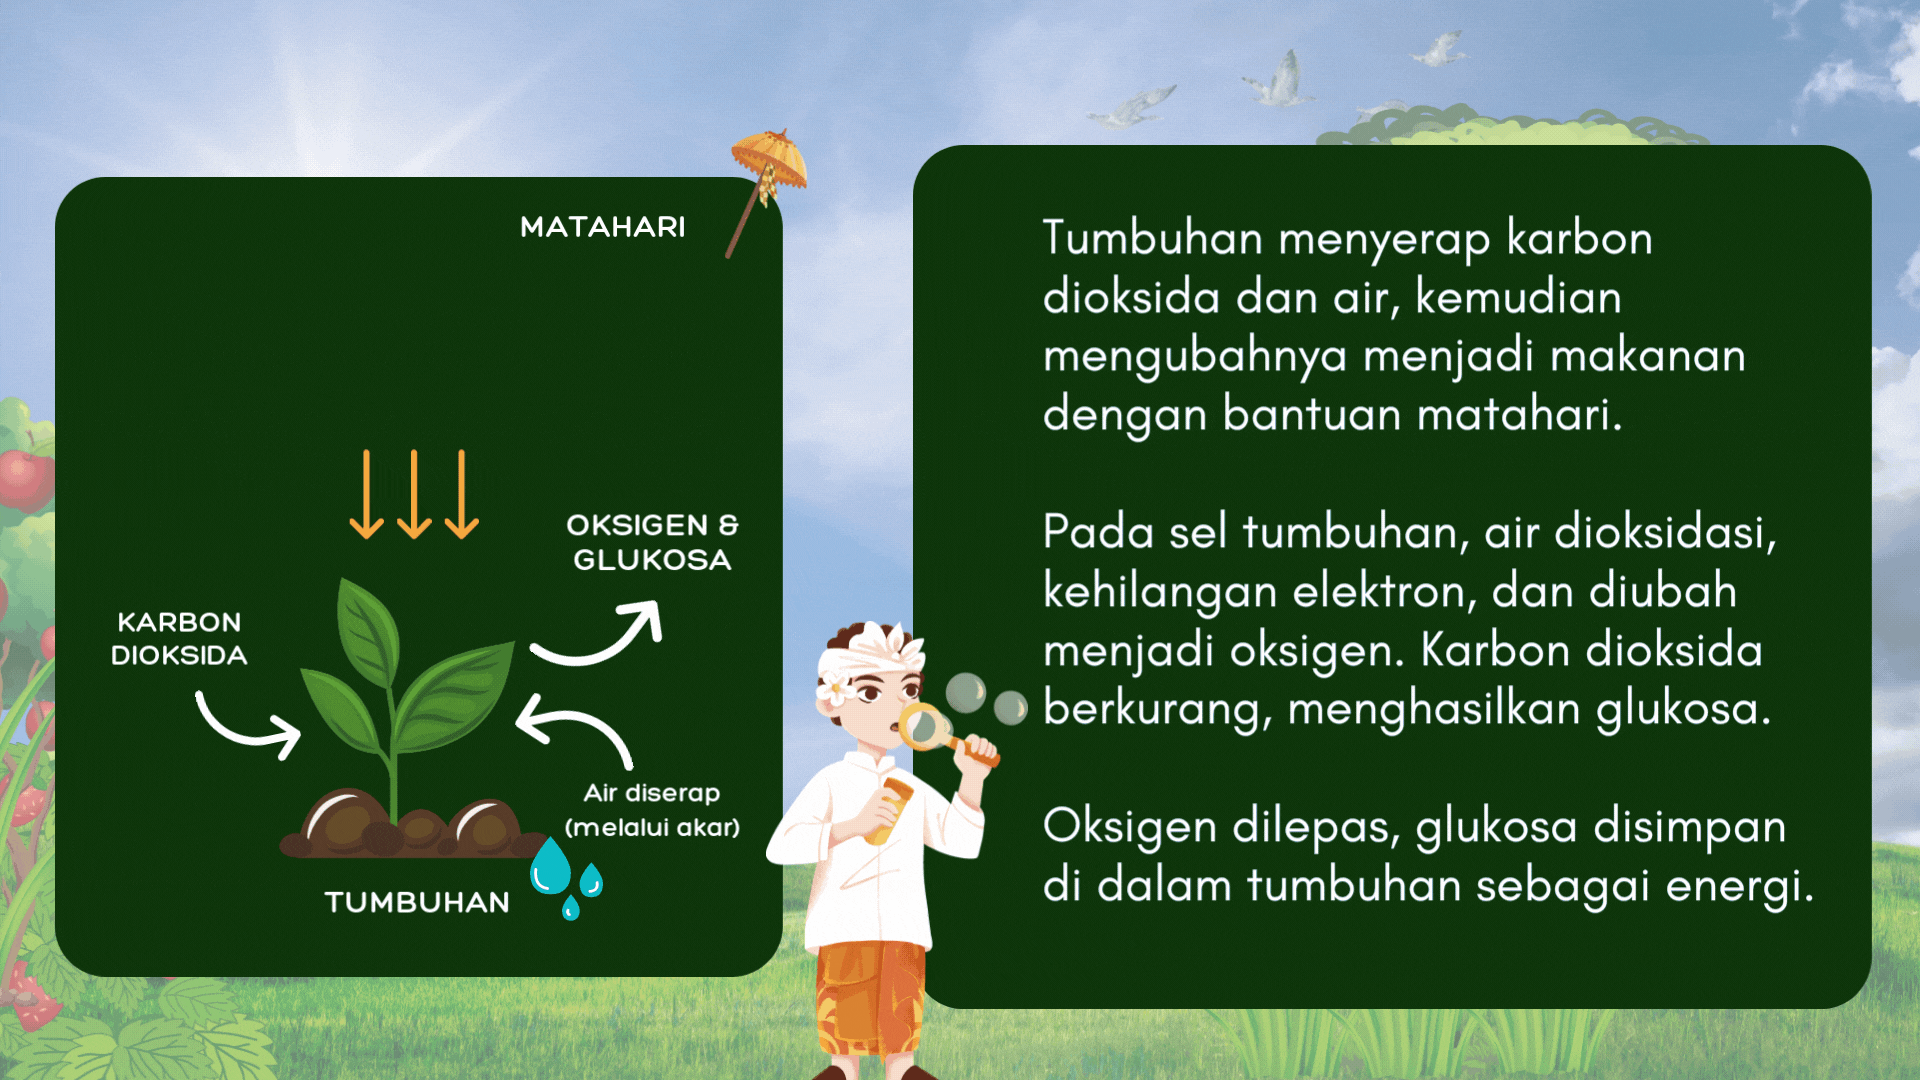 MATAHARI
OKSIGEN &
GLUKOSA
KARBON
DIOKSIDA
Air diserap
(melalui akar)
TUMBUHAN
Tumbuhan menyerap karbon
dioksida dan air, kemudian
mengubahnya menjadi makanan
dengan bantuan matahari.
Pada sel tumbuhan, air dioksidasi,
kehilangan elektron, dan diubah
menjadi oksigen. Karbon dioksida
berkurang, menghasilkan glukosa.
Oksigen dilepas, glukosa disimpan
di dalam tumbuhan sebagai energi.